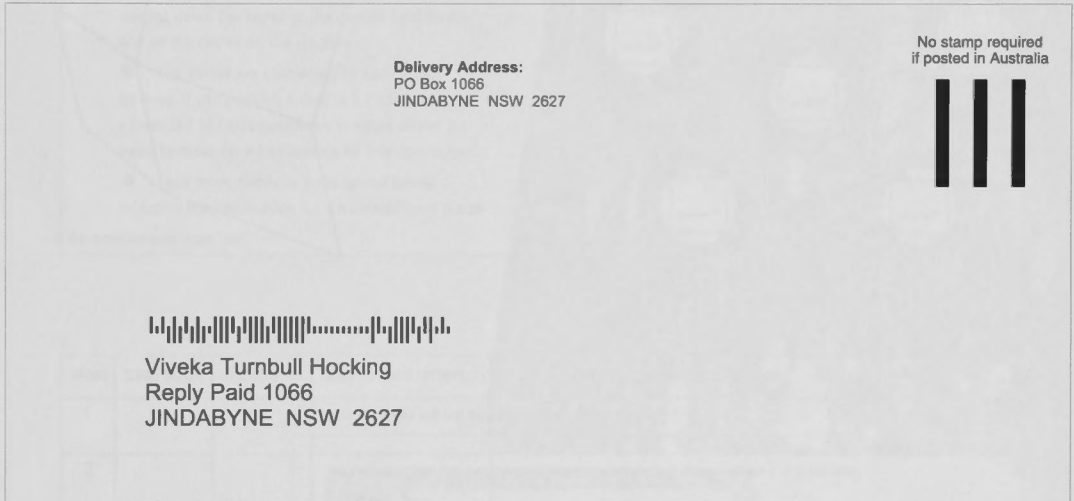 No stamp required
if posted in Australia
Delivery Address:
PO Box 1066
JINDABYNE NSW 2627
Viveka Turnbull Hocking
Reply Paid 1066
JINDABYNE NSW 2627